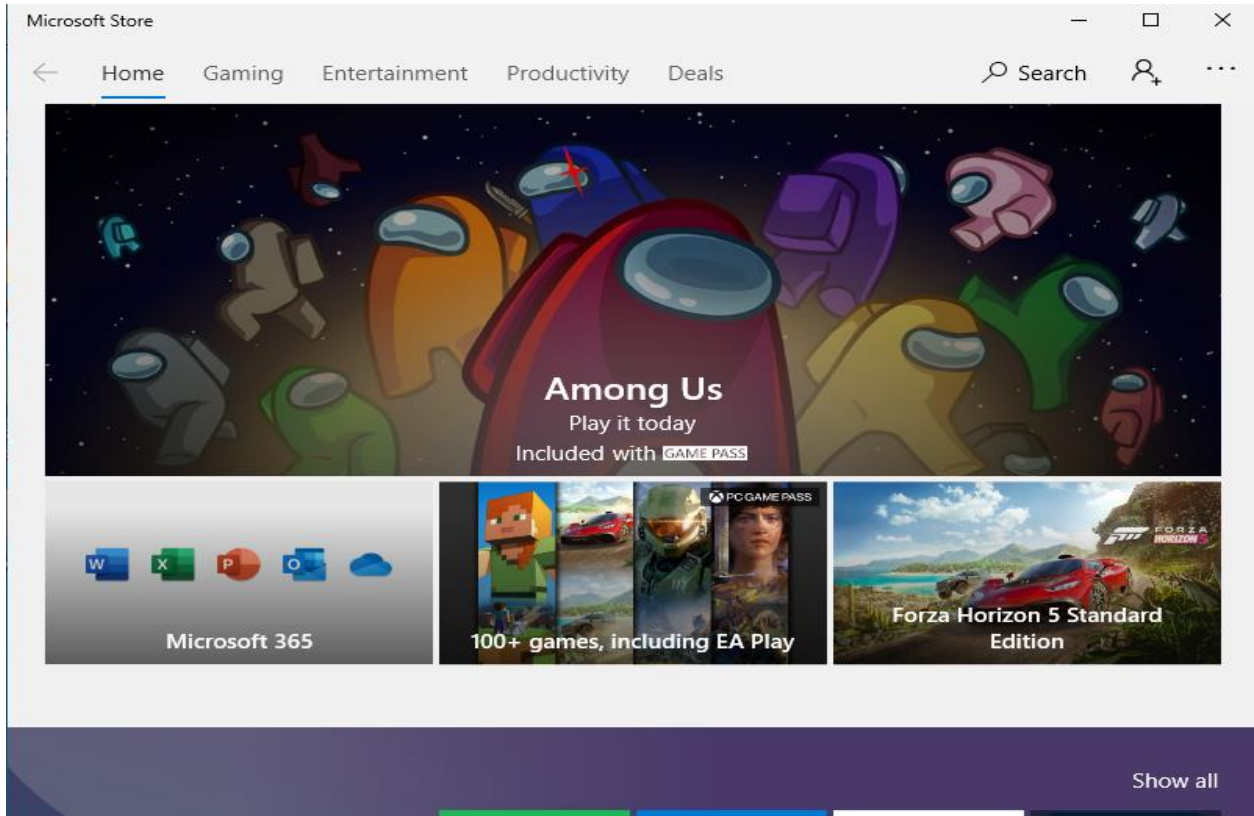 Microsoft Store
Home Gaming Entertainment Productivity Deals Search
Among Us
Play it today
Included with GAME PASS
W X P O
PC GAME PASS
FORZA
HORIZON 5
Microsoft 365
100+ games, including EA Play
Forza Horizon 5 Standard
Edition
Show all